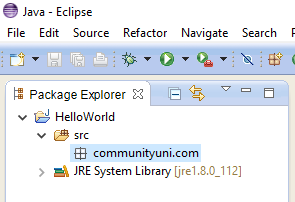 Java - Eclipse
File Edit Source Refactor Navigate Search
Package Explorer
HelloWorld
src
communityuni.com
JRE System Library [jre1.8.0_112]